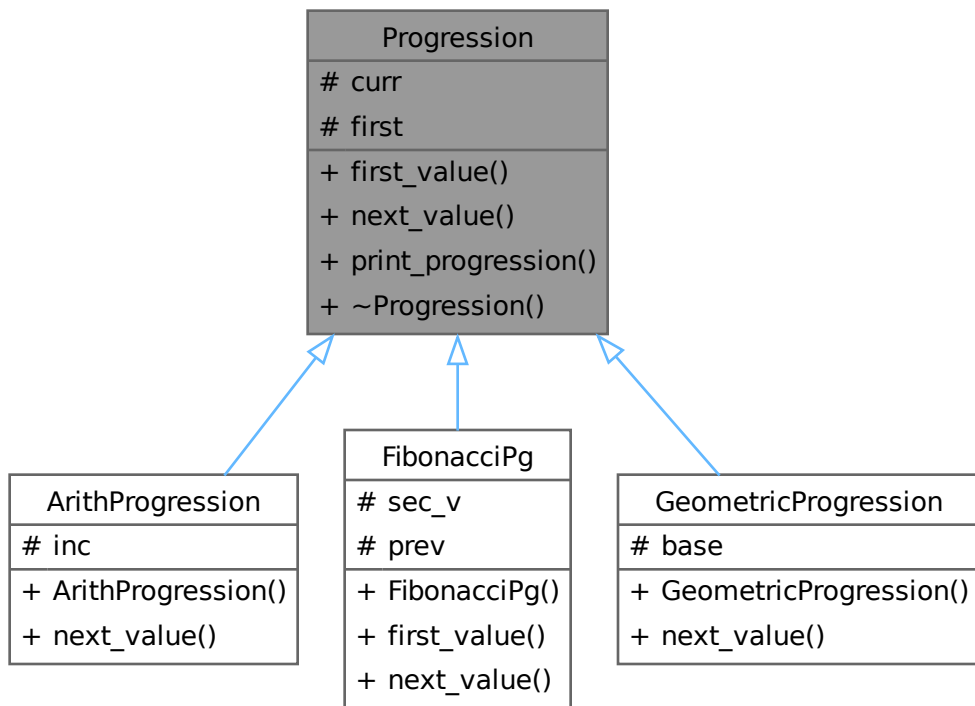 Progression
# curr
# first
+ first_value()
+ next_value()
+ print_progression()
+ ~Progression()
ArithProgression
# inc
+ ArithProgression()
+ next_value()
FibonacciPg
# sec_v
# prev
+ FibonacciPg()
+ first_value()
+ next_value()
GeometricProgression
# base
+ GeometricProgression()
+ next_value()